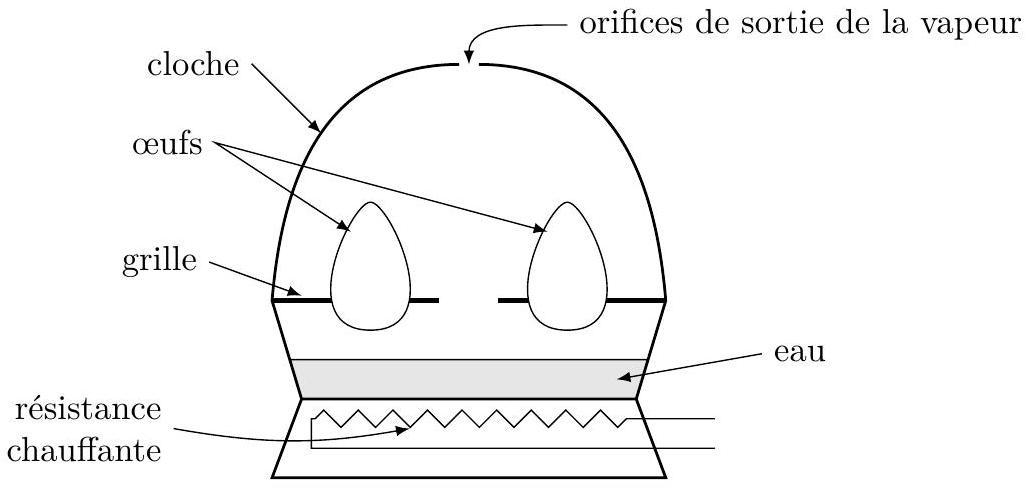 orifices de sortie de la vapeur
cloche
œufs
grille
eau
résistance
chauffante